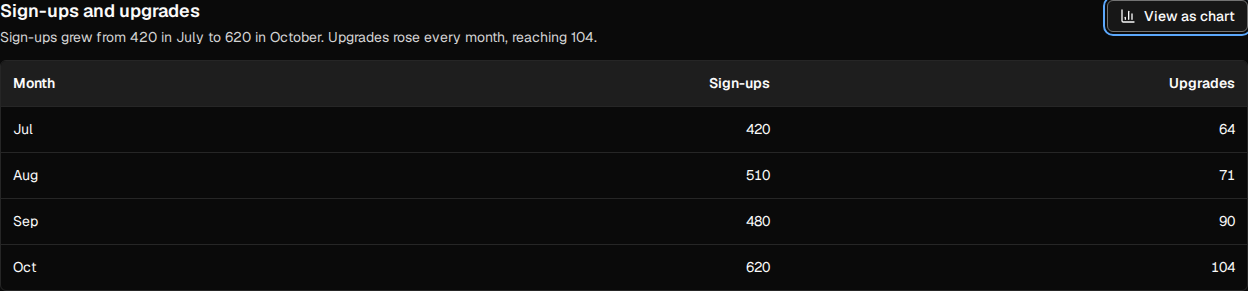 Sign-ups and upgrades
View as chart
Sign-ups grew from 420 in July to 620 in October. Upgrades rose every month, reaching 104.
Month Sign-ups Upgrades
Jul 420 64
Aug 510 71
Sep 480 90
Oct 620 104